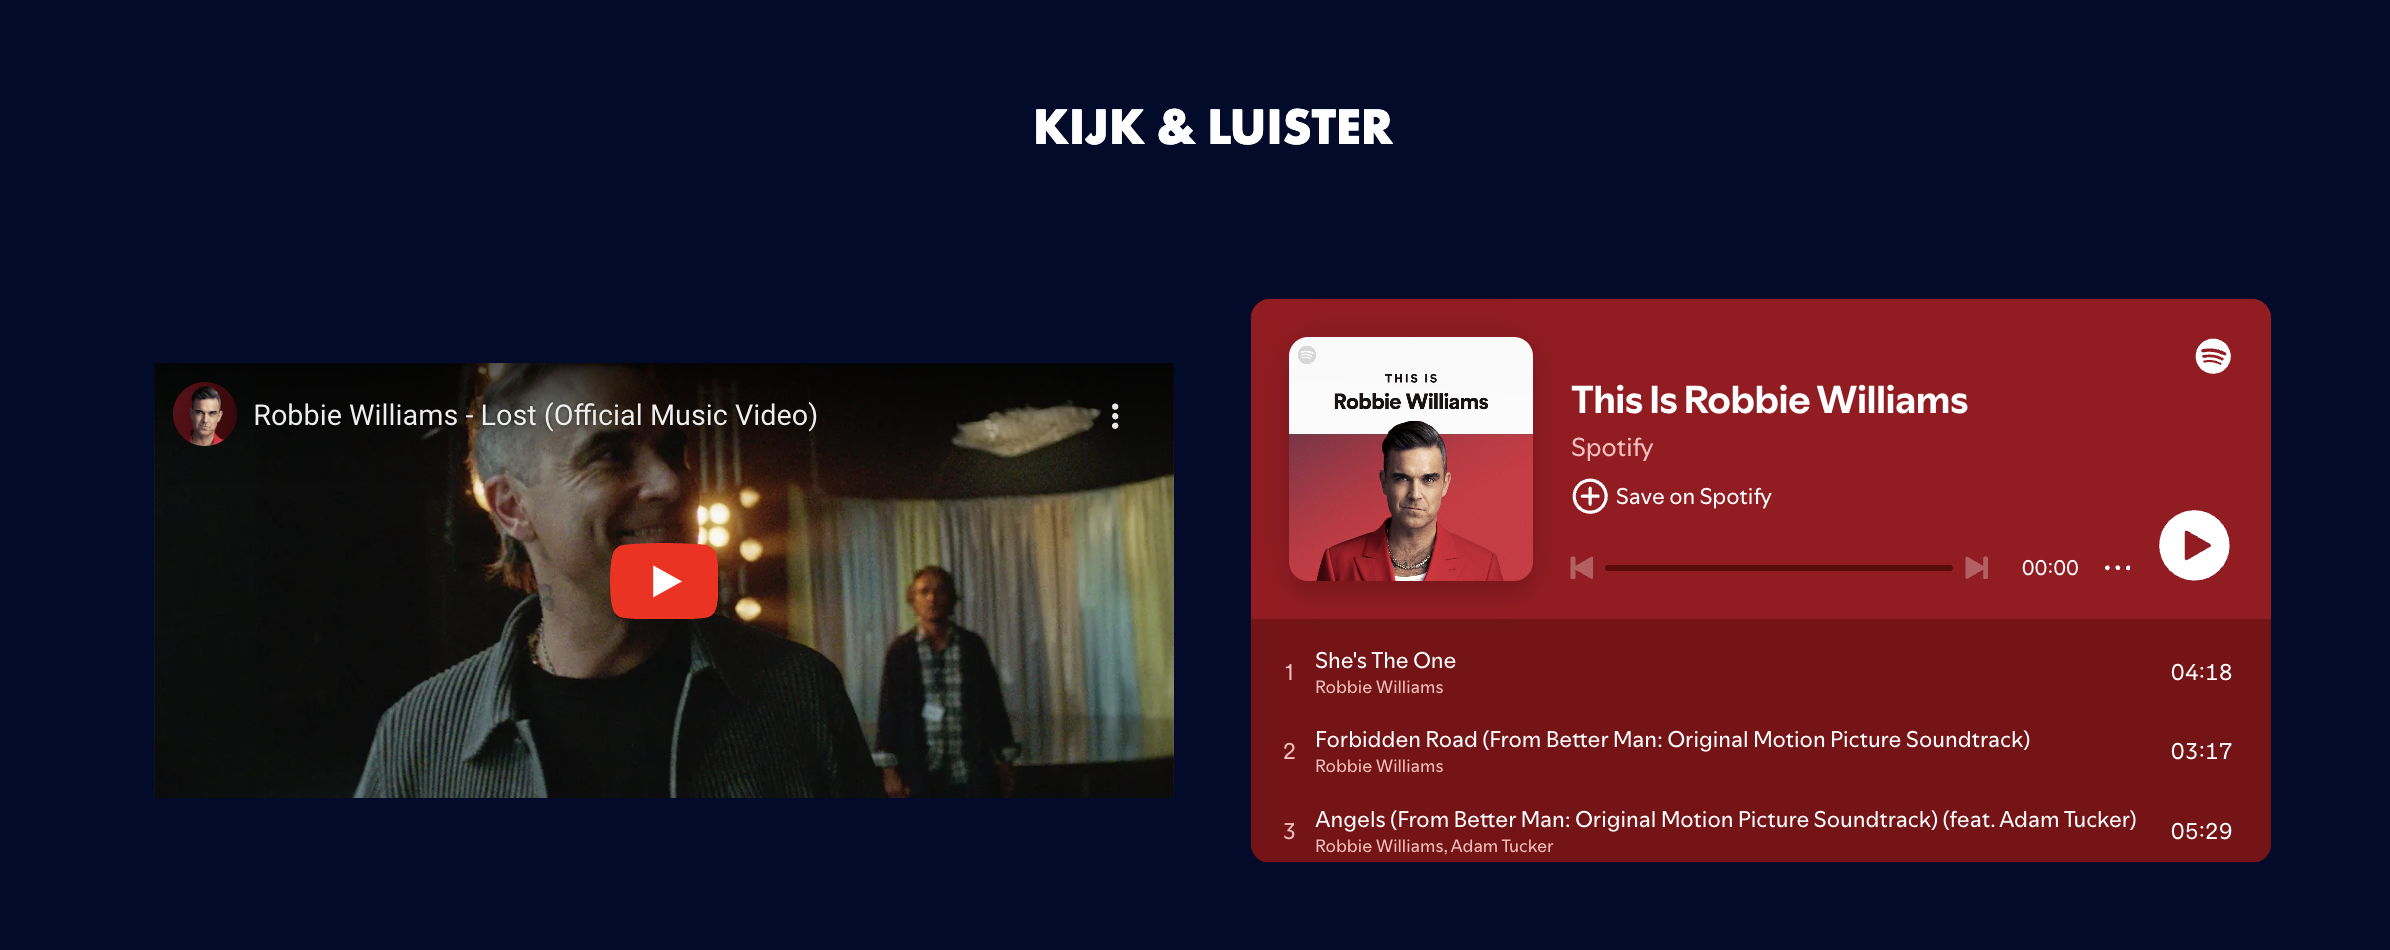 KIJK & LUISTER
Robbie Williams - Lost (Official Music Video)
THIS IS
Robbie Williams
This Is Robbie Williams
Spotify
Save on Spotify
00:00
1
She's The One
Robbie Williams
04:18
2
Forbidden Road (From Better Man: Original Motion Picture Soundtrack)
Robbie Williams
03:17
3
Angels (From Better Man: Original Motion Picture Soundtrack) (feat. Adam Tucker)
Robbie Williams, Adam Tucker
05:29